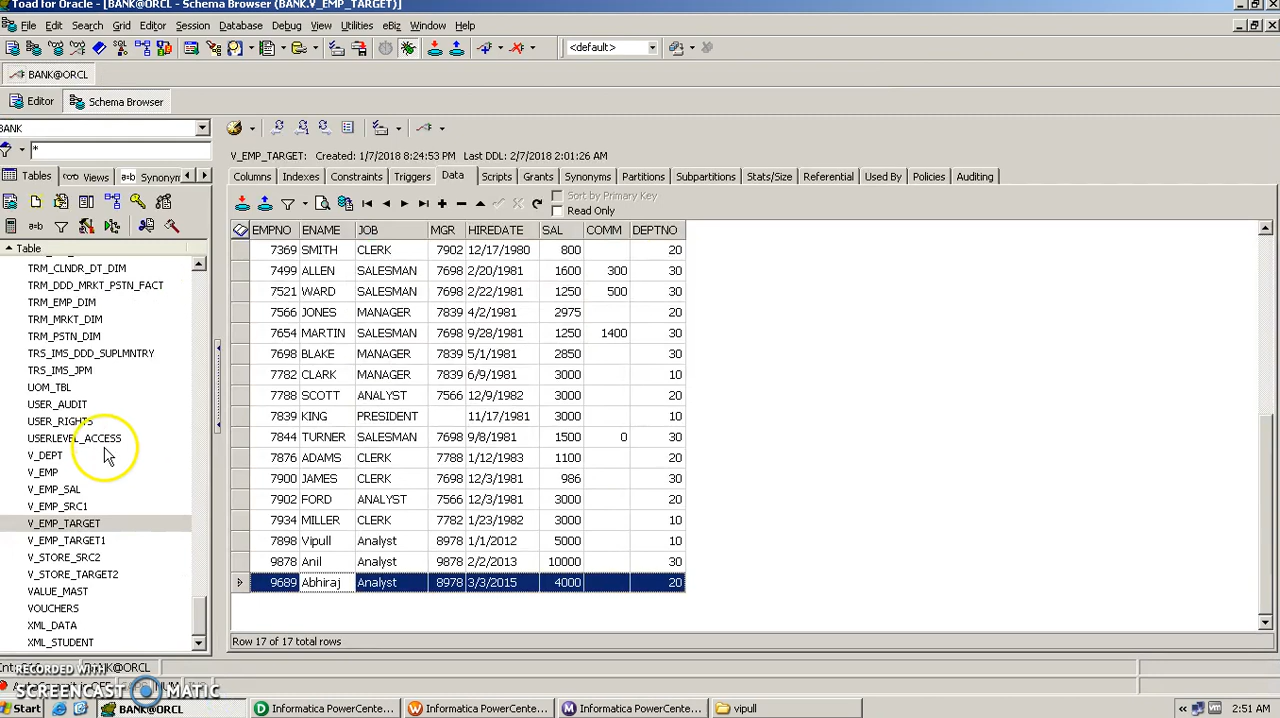 Toad for Oracle - [BANK@ORCL - Schema Browser (BANK.V_EMP_TARGET)]
File Edit Search Grid Editor Session Database Debug View Utilities eBiz Window Help
<default>
BANK@ORCL
Editor Schema Browser
BANK
*
V_EMP_TARGET: Created: 1/7/2018 8:24:53 PM Last DDL: 2/7/2018 2:01:26 AM
Tables Views Synonym
Columns Indexes Constraints Triggers Data Scripts Grants Synonyms Partitions Subpartitions Stats/Size Referential Used By Policies Auditing
Sort by Primary Key
Read Only
Table
TRM_CLNDR_DT_DIM
TRM_DDD_MRKT_PSTN_FACT
TRM_EMP_DIM
TRM_MRKT_DIM
TRM_PSTN_DIM
TRS_IMS_DDD_SUPLMNTRY
TRS_IMS_JPM
UOM_TBL
USER_AUDIT
USER_RIGHTS
USERLEVEL_ACCESS
V_DEPT
V_EMP
V_EMP_SAL
V_EMP_SRC1
V_EMP_TARGET
V_EMP_TARGET1
V_STORE_SRC2
V_STORE_TARGET2
VALUE_MAST
VOUCHERS
XML_DATA
XML_STUDENT
EMPNO ENAME JOB MGR HIREDATE SAL COMM DEPTNO
7369 SMITH CLERK 7902 12/17/1980 800 20
7499 ALLEN SALESMAN 7698 2/20/1981 1600 300 30
7521 WARD SALESMAN 7698 2/22/1981 1250 500 30
7566 JONES MANAGER 7839 4/2/1981 2975 20
7654 MARTIN SALESMAN 7698 9/28/1981 1250 1400 30
7698 BLAKE MANAGER 7839 5/1/1981 2850 30
7782 CLARK MANAGER 7839 6/9/1981 3000 10
7788 SCOTT ANALYST 7566 12/9/1982 3000 20
7839 KING PRESIDENT 11/17/1981 3000 10
7844 TURNER SALESMAN 7698 9/8/1981 1500 0 30
7876 ADAMS CLERK 7788 1/12/1983 1100 20
7900 JAMES CLERK 7698 12/3/1981 986 30
7902 FORD ANALYST 7566 12/3/1981 3000 20
7934 MILLER CLERK 7782 1/23/1982 3000 10
7898 Vipull Analyst 8978 1/1/2012 5000 10
9878 Anil Analyst 9878 2/2/2013 10000 30
9689 Abhiraj Analyst 8978 3/3/2015 4000 20
Row 17 of 17 total rows
BANK@ORCL
RECORDED WITH
SCREENCAST MATIC
Start BANK@ORCL Informatica PowerCente... Informatica PowerCente... Informatica PowerCente... vipull 2:51 AM